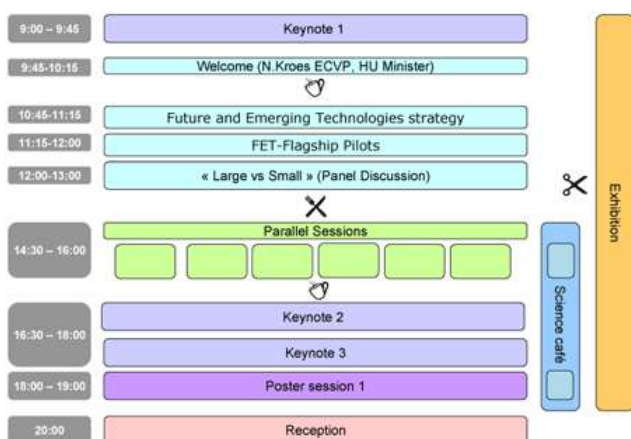 9:00 – 9:45
Keynote 1
9:45-10:15
Welcome (N.Kroes ECVP, HU Minister)
10:45-11:15
Future and Emerging Technologies strategy
11:15-12:00
FET-Flagship Pilots
12:00-13:00
« Large vs Small » (Panel Discussion)
14:30 – 16:00
Parallel Sessions
16:30 – 18:00
Keynote 2
Keynote 3
18:00 – 19:00
Poster session 1
20:00
Reception
Science café
Exhibition